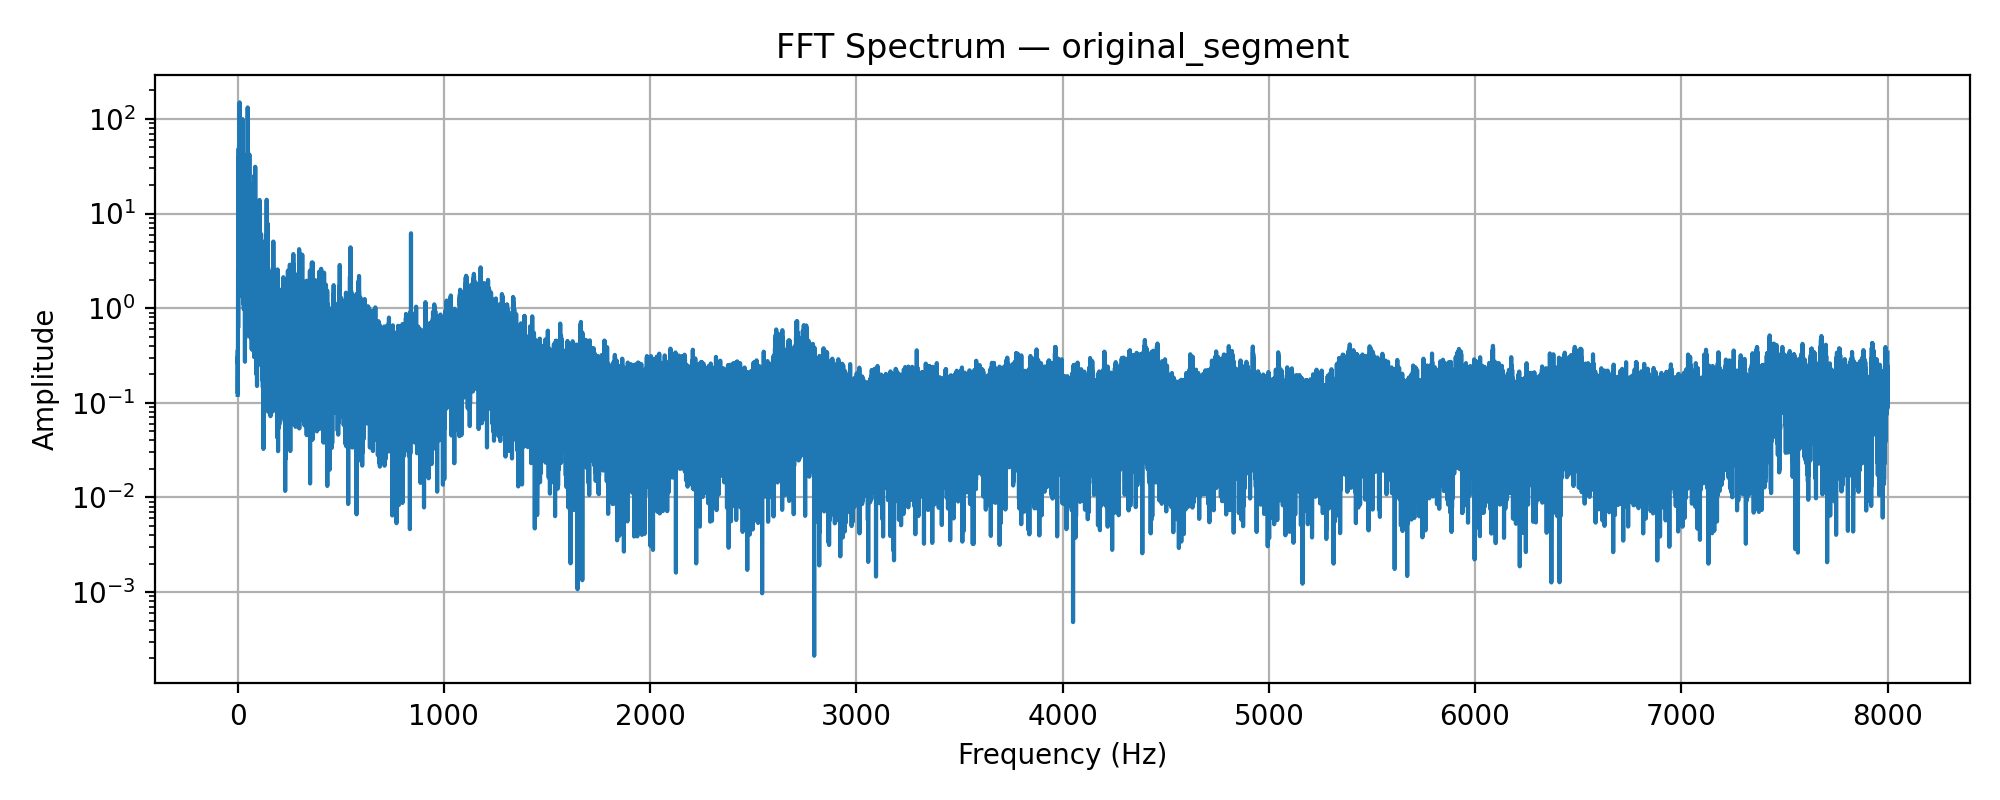 FFT Spectrum — original_segment
Amplitude
10²
10¹
10⁰
10⁻¹
10⁻²
10⁻³
0 1000 2000 3000 4000 5000 6000 7000 8000
Frequency (Hz)